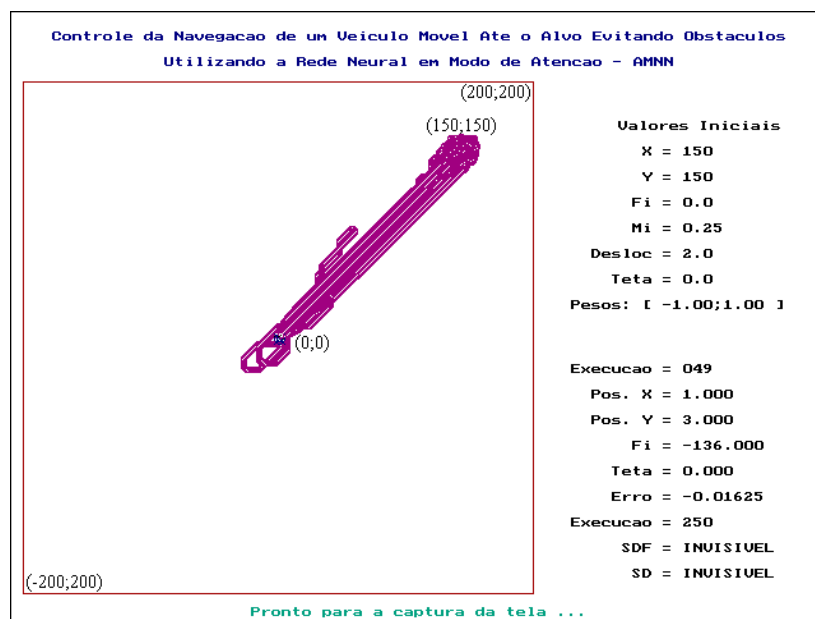 Controle da Navegacao de um Veiculo Movel Ate o Alvo Evitando Obstaculos
Utilizando a Rede Neural em Modo de Atencao - AMNN
(200;200)
(150;150)
(0;0)
(-200;200)
Valores Iniciais
X = 150
Y = 150
Fi = 0.0
Mi = 0.25
Desloc = 2.0
Teta = 0.0
Pesos: [ -1.00;1.00 ]
Execucao = 049
Pos. X = 1.000
Pos. Y = 3.000
Fi = -136.000
Teta = 0.000
Erro = -0.01625
Execucao = 250
SDF = INVISIVEL
SD = INVISIVEL
Pronto para a captura da tela ...